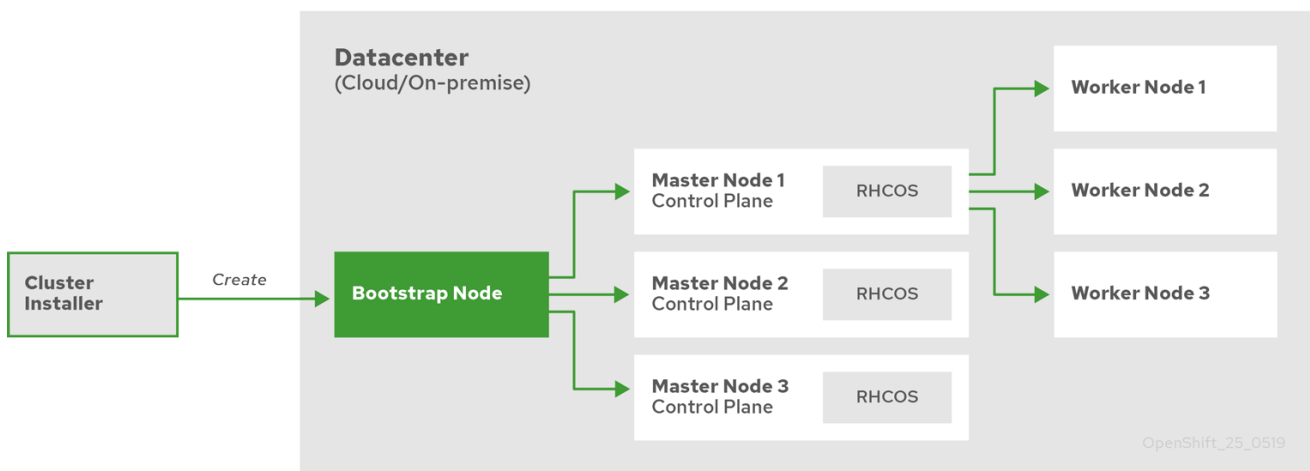 Datacenter
(Cloud/On-premise)
Cluster
Installer
Create
Bootstrap Node
Master Node 1
Control Plane
RHCOS
Master Node 2
Control Plane
RHCOS
Master Node 3
Control Plane
RHCOS
Worker Node 1
Worker Node 2
Worker Node 3
OpenShift_25_0519